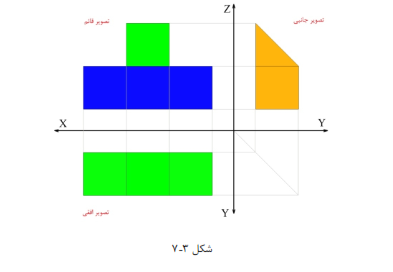 Z
تصویر قائم
تصویر جانبی
X
Y
Y
تصویر افقی
شکل ۳-۷